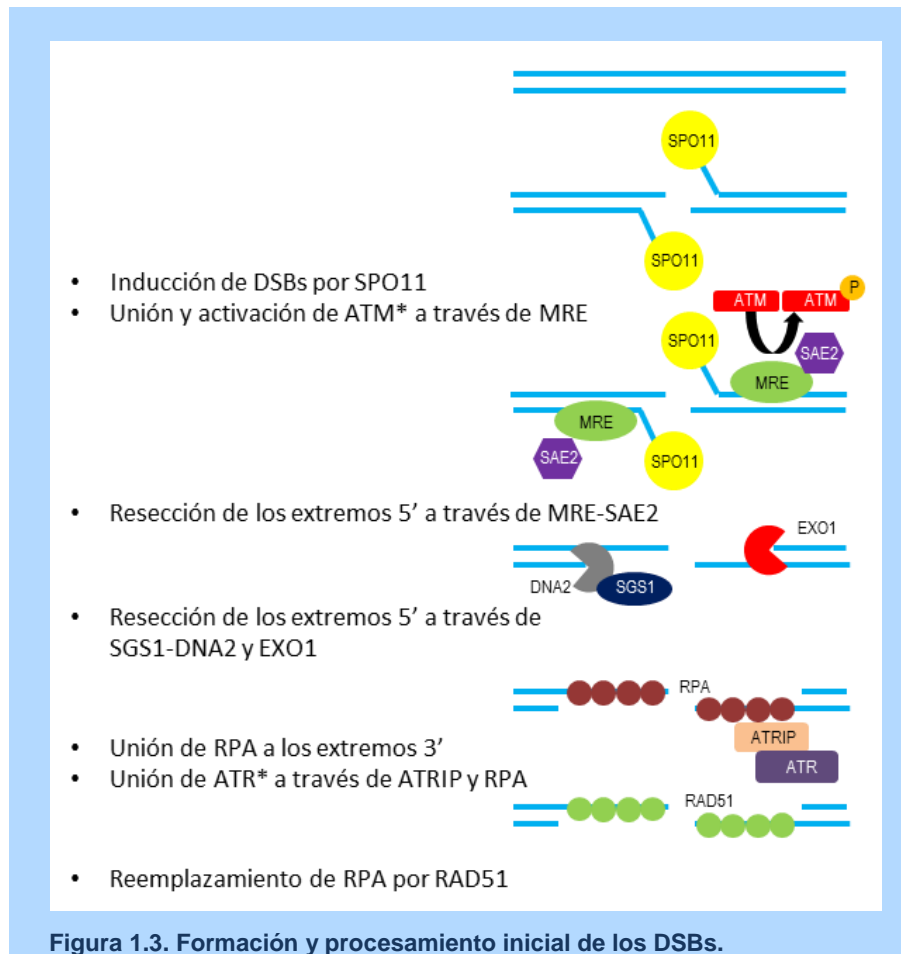 SPO11
SPO11
• Inducción de DSBs por SPO11
• Unión y activación de ATM* a través de MRE
ATM ATM P
SPO11
SAE2
MRE
MRE
SAE2
SPO11
• Resección de los extremos 5’ a través de MRE-SAE2
EXO1
DNA2 SGS1
• Resección de los extremos 5’ a través de
SGS1-DNA2 y EXO1
RPA
ATRIP
ATR
• Unión de RPA a los extremos 3’
• Unión de ATR* a través de ATRIP y RPA
RAD51
• Reemplazamiento de RPA por RAD51
Figura 1.3. Formación y procesamiento inicial de los DSBs.